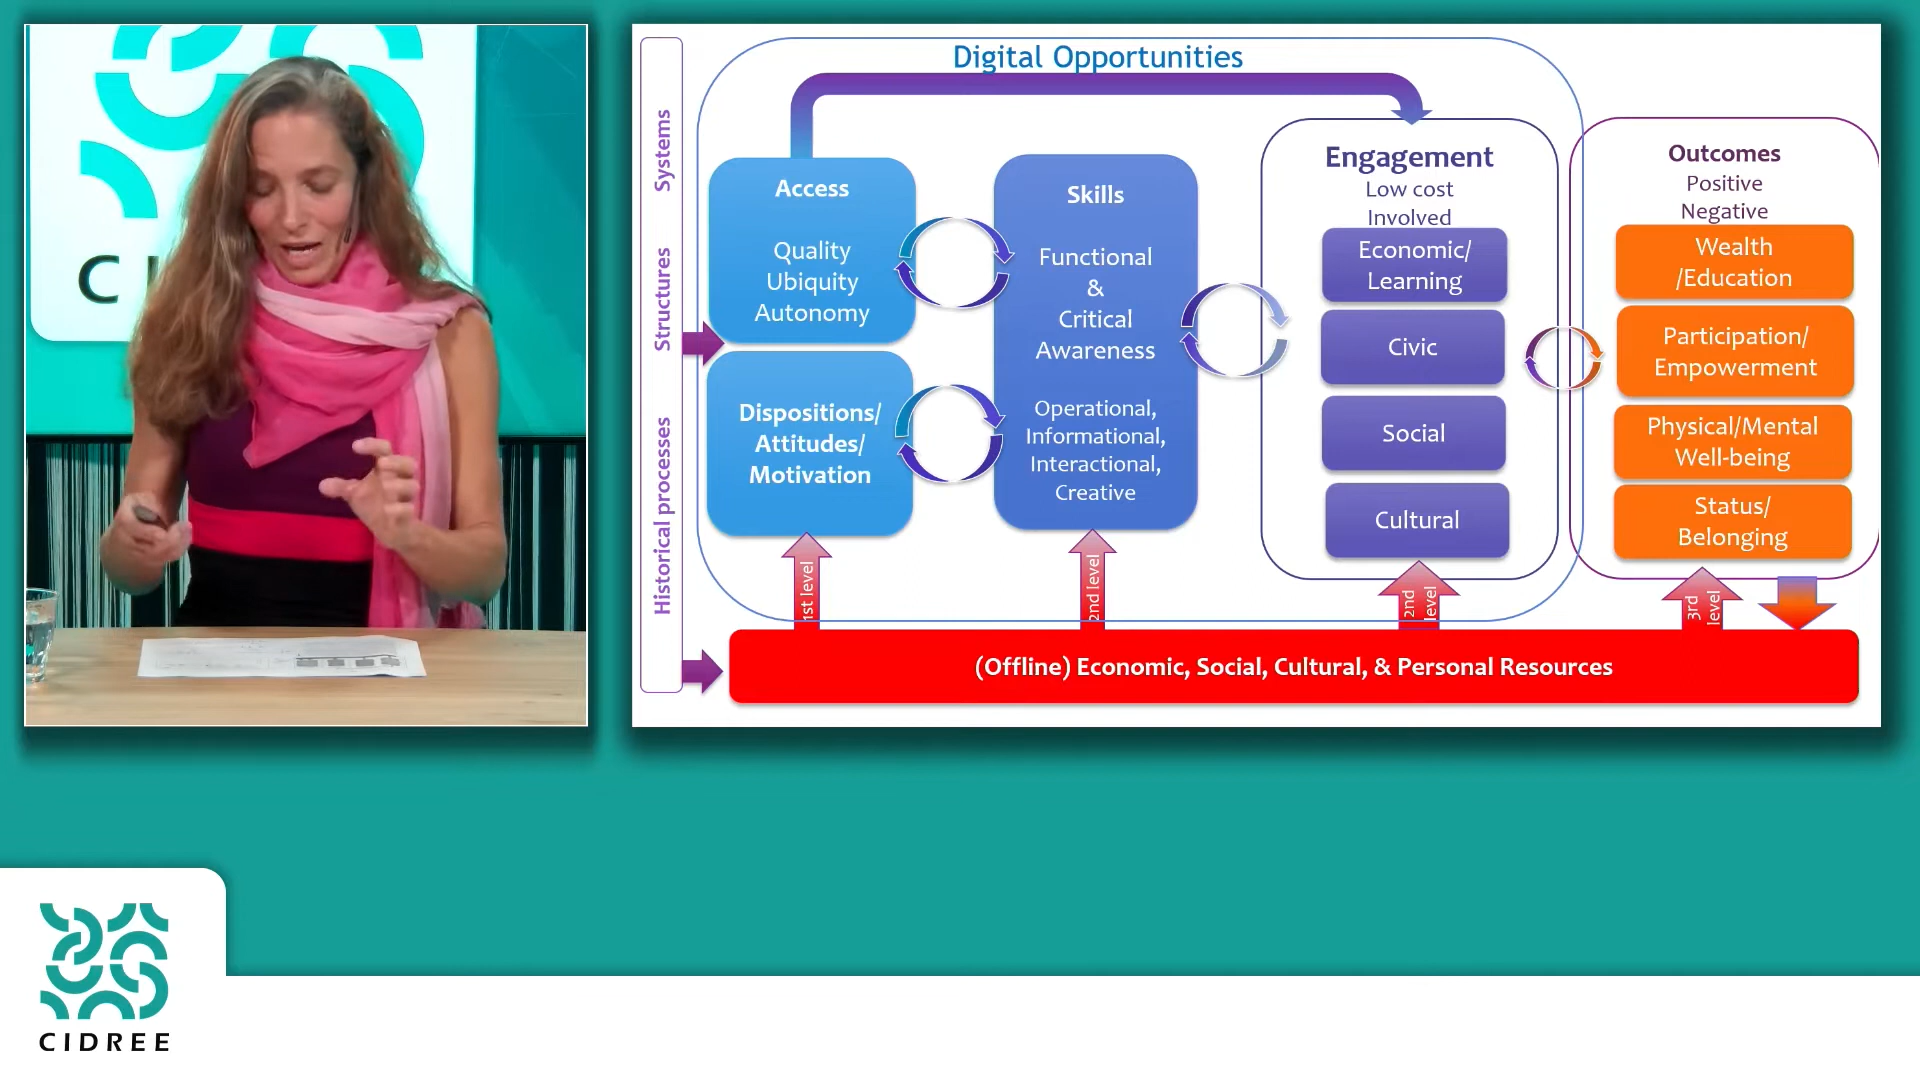 CI
Digital Opportunities
Systems
Structures
Historical processes
Access
Quality
Ubiquity
Autonomy
Dispositions/
Attitudes/
Motivation
Skills
Functional
&
Critical
Awareness
Operational,
Informational,
Interactional,
Creative
Engagement
Low cost
Involved
Economic/
Learning
Civic
Social
Cultural
Outcomes
Positive
Negative
Wealth
/Education
Participation/
Empowerment
Physical/Mental
Well-being
Status/
Belonging
1st level
2nd level
2nd
level
3rd
level
(Offline) Economic, Social, Cultural, & Personal Resources
CIDREE